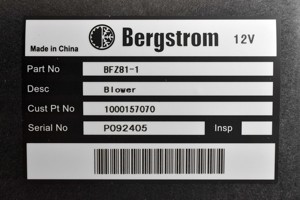 Made in China Bergstrom 12V
Part No BFZ81-1
Desc Blower
Cust Pt No 1000157070
Serial No P092405 Insp